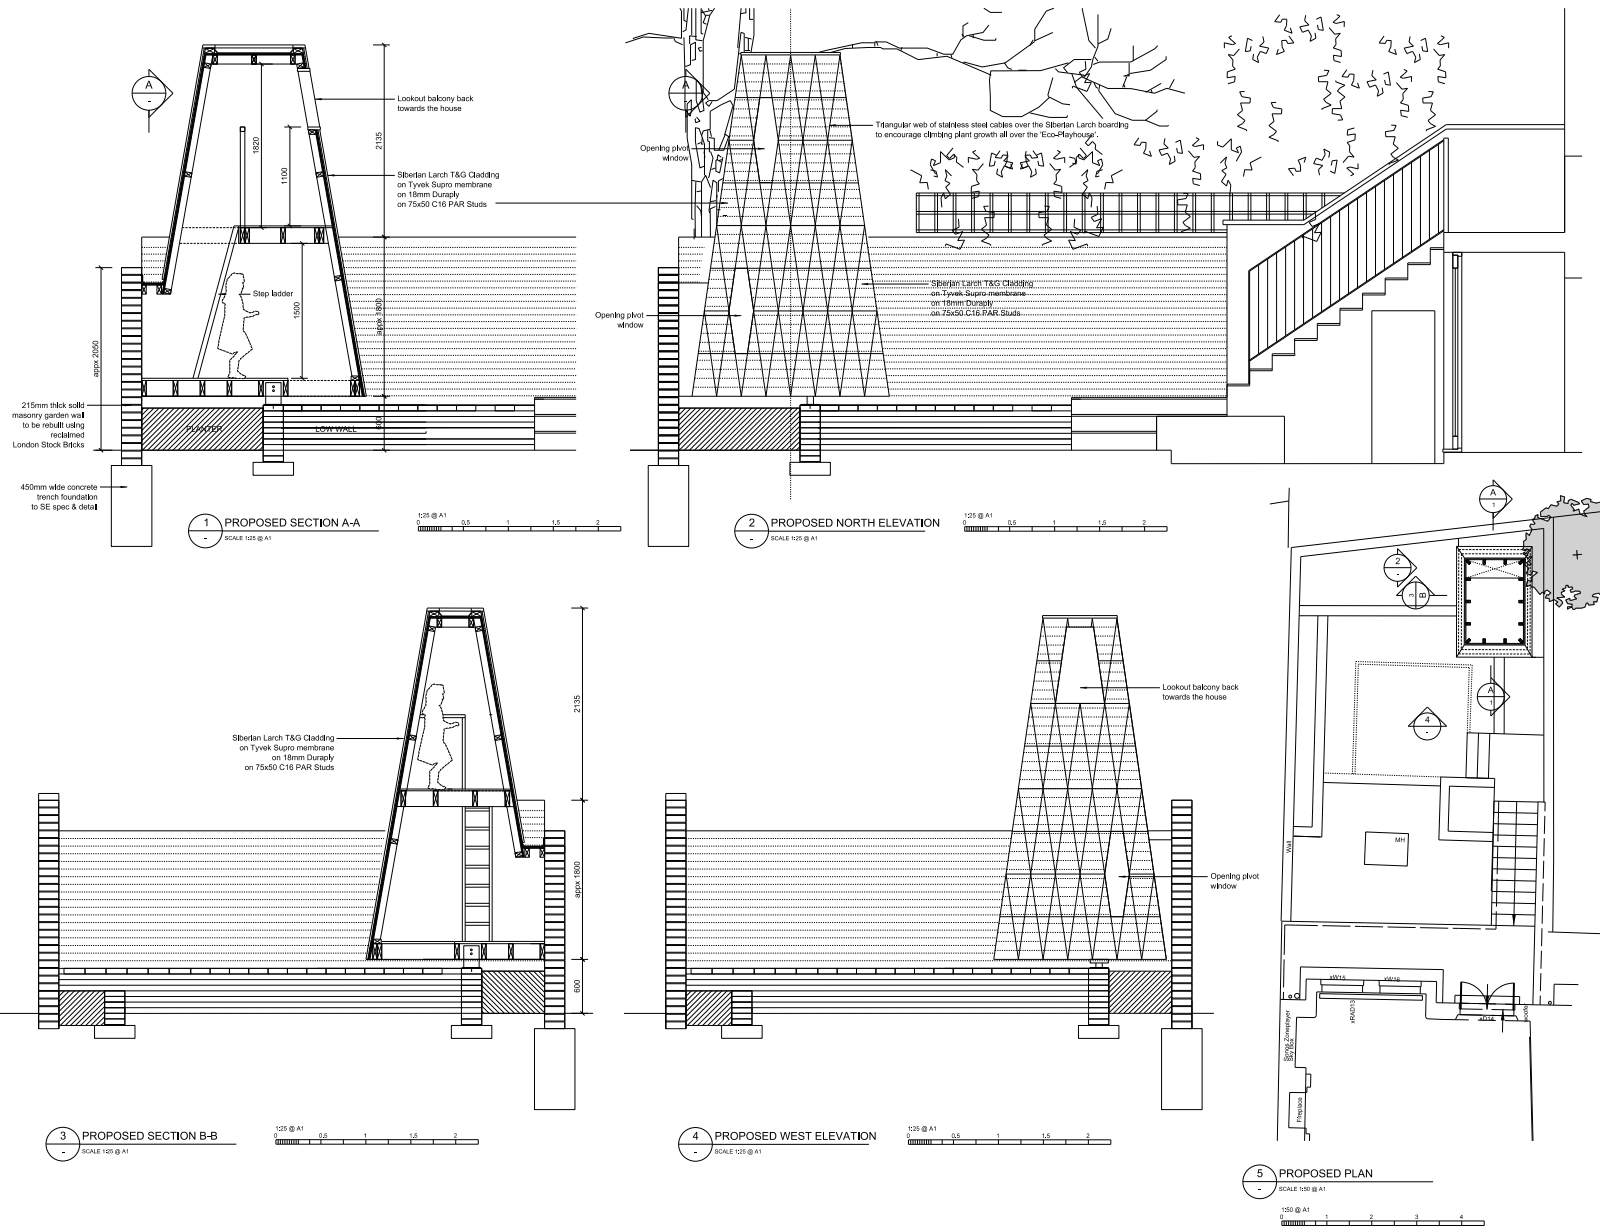 A
-
Lookout balcony back
towards the house
1820
1100
2135
Siberian Larch T&G Cladding
on Tyvek Supro membrane
on 18mm Duraply
on 75x50 C16 PAR Studs
Step ladder
1500
appx 1800
appx 2050
600
215mm thick solid
masonry garden wall
to be rebuilt using
reclaimed
London Stock Bricks
PLANTER
LOW WALL
450mm wide concrete
trench foundation
to SE spec & detail
1
-
PROPOSED SECTION A-A
SCALE 1:25 @ A1
1:25 @ A1
0 0.5 1 1.5 2
A
-
Triangular web of stainless steel cables over the Siberian Larch boarding
to encourage climbing plant growth all over the 'Eco-Playhouse'.
Opening pivot
window
Siberian Larch T&G Cladding
on Tyvek Supro membrane
on 18mm Duraply
on 75x50 C16 PAR Studs
Opening pivot
window
2
-
PROPOSED NORTH ELEVATION
SCALE 1:25 @ A1
1:25 @ A1
0 0.5 1 1.5 2
2135
Siberian Larch T&G Cladding
on Tyvek Supro membrane
on 18mm Duraply
on 75x50 C16 PAR Studs
appx 1800
600
3
-
PROPOSED SECTION B-B
SCALE 1:25 @ A1
1:25 @ A1
0 0.5 1 1.5 2
Lookout balcony back
towards the house
Opening pivot
window
4
-
PROPOSED WEST ELEVATION
SCALE 1:25 @ A1
1:25 @ A1
0 0.5 1 1.5 2
A
1
2
-
3
B
A
1
4
-
MH
Wall
xW15
xW16
xRAD13
xD14
Sonos Zoneplayer
Sky Box
Fireplace
5
-
PROPOSED PLAN
SCALE 1:50 @ A1
1:50 @ A1
0 1 2 3 4